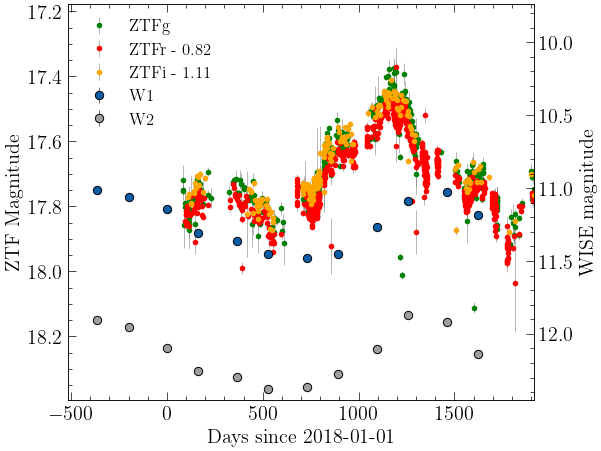 ZTFg
ZTFr - 0.82
ZTFi - 1.11
W1
W2
17.2
17.4
17.6
17.8
18.0
18.2
ZTF Magnitude
10.0
10.5
11.0
11.5
12.0
WISE magnitude
−500
0
500
1000
1500
Days since 2018-01-01